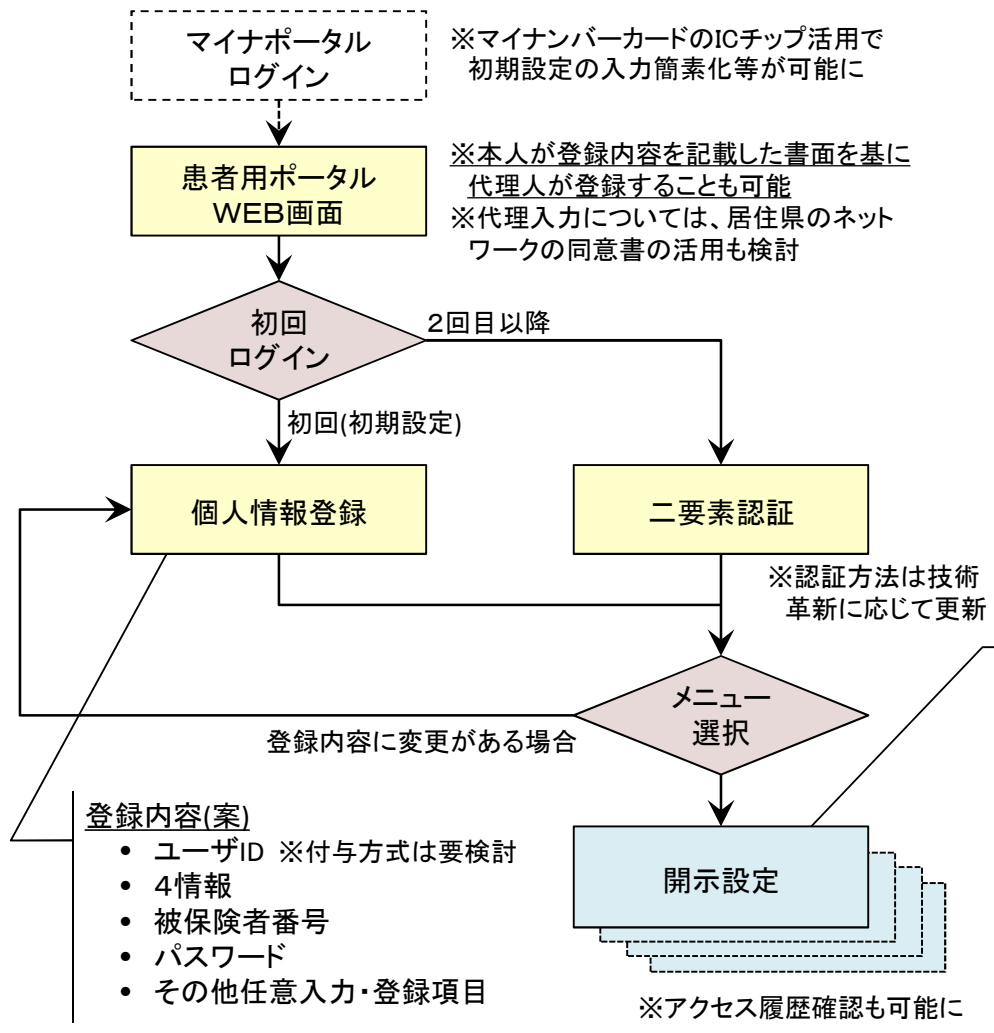 マイナポータル
ログイン
※マイナンバーカードのICチップ活用で
初期設定の入力簡素化等が可能に
患者用ポータル
WEB画面
※本人が登録内容を記載した書面を基に
代理人が登録することも可能
※代理入力については、居住県のネット
ワークの同意書の活用も検討
初回
ログイン
２回目以降
初回(初期設定)
個人情報登録
二要素認証
※認証方法は技術
革新に応じて更新
メニュー
選択
登録内容に変更がある場合
登録内容(案)
• ユーザID ※付与方式は要検討
• ４情報
• 被保険者番号
• パスワード
• その他任意入力・登録項目
開示設定
※アクセス履歴確認も可能に